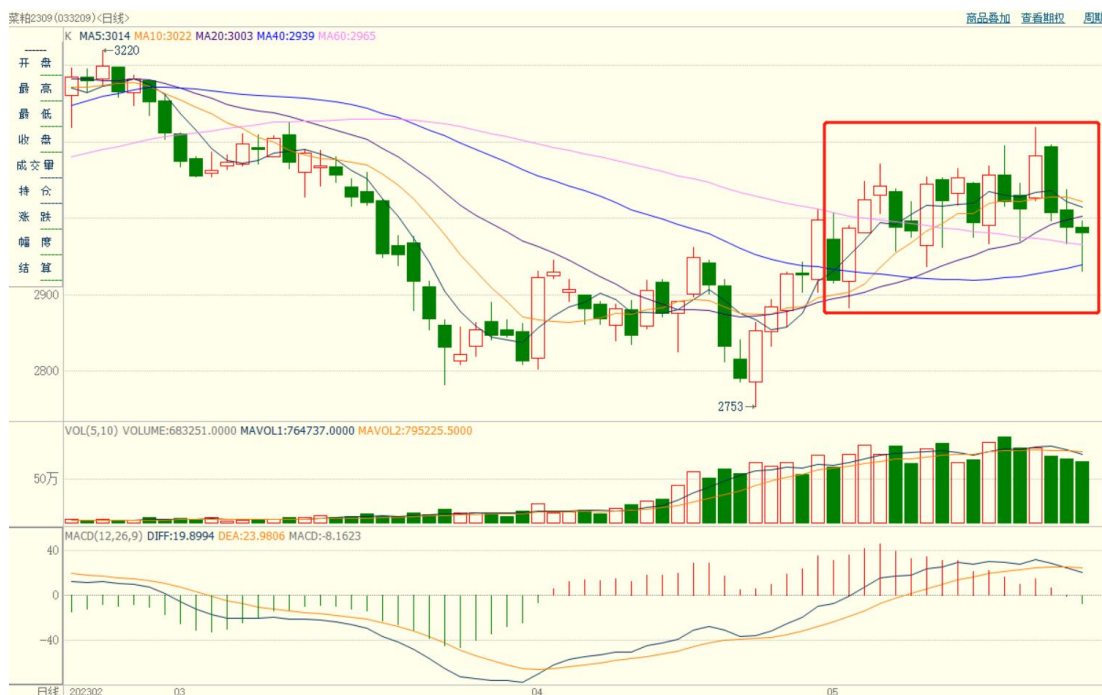 菜粕2309(033209)<日线>
商品叠加 查看期权 周期
K MA5:3014 MA10:3022 MA20:3003 MA40:2939 MA60:2965
开 盘
最 高
最 低
收 盘
成交量
持 仓
涨 跌
幅 度
结 算
3220
2900
2800
2753
VOL(5,10) VOLUME:683251.0000 MAVOL1:764737.0000 MAVOL2:795225.5000
50万
MACD(12,26,9) DIFF:19.8994 DEA:23.9806 MACD:-8.1623
40
0
-40
日线 202302 03 04 05